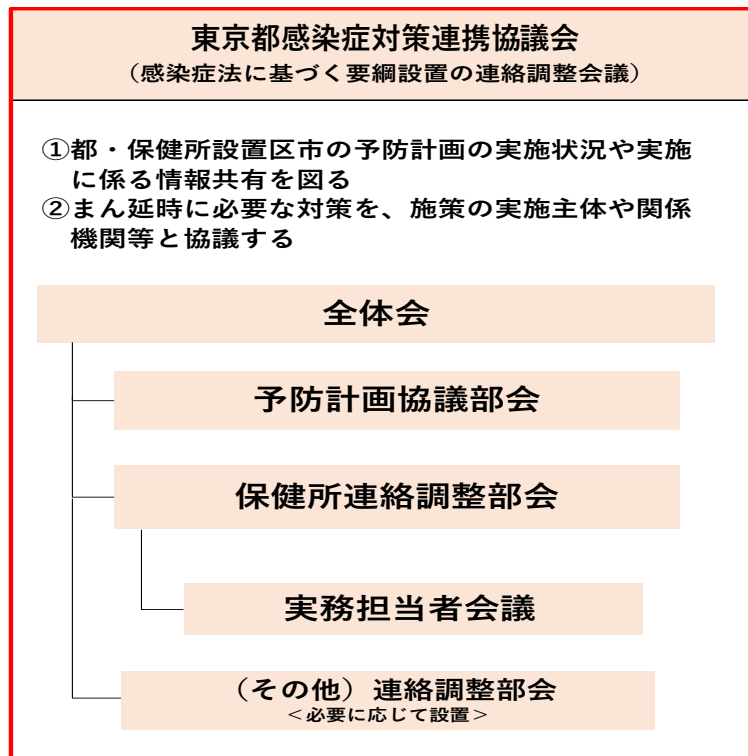 東京都感染症対策連携協議会
（感染症法に基づく要綱設置の連絡調整会議）
①都・保健所設置区市の予防計画の実施状況や実施
に係る情報共有を図る
②まん延時に必要な対策を、施策の実施主体や関係
機関等と協議する
全体会
予防計画協議部会
保健所連絡調整部会
実務担当者会議
（その他）連絡調整部会
＜必要に応じて設置＞